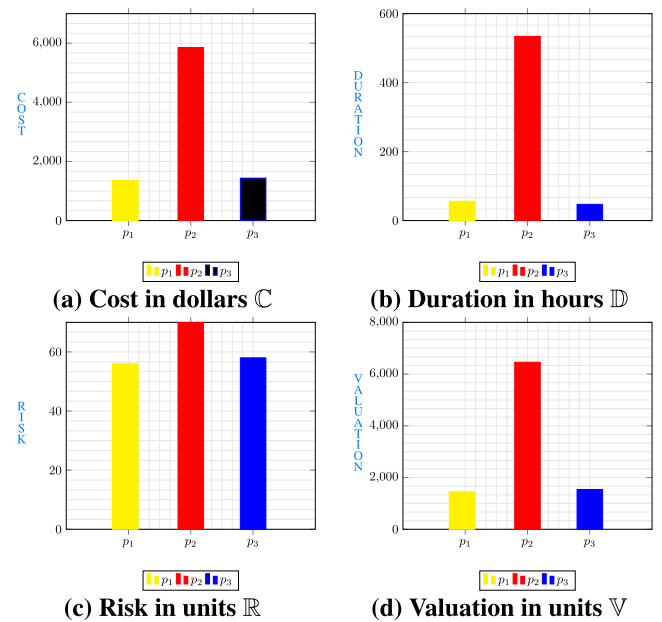 6,000
4,000
2,000
0
COST
p1 p2 p3
p1 p2 p3
(a) Cost in dollars ℂ
600
400
200
0
DURATION
p1 p2 p3
p1 p2 p3
(b) Duration in hours 𝔻
60
40
20
0
RISK
p1 p2 p3
p1 p2 p3
(c) Risk in units ℝ
8,000
6,000
4,000
2,000
0
VALUATION
p1 p2 p3
p1 p2 p3
(d) Valuation in units 𝕍